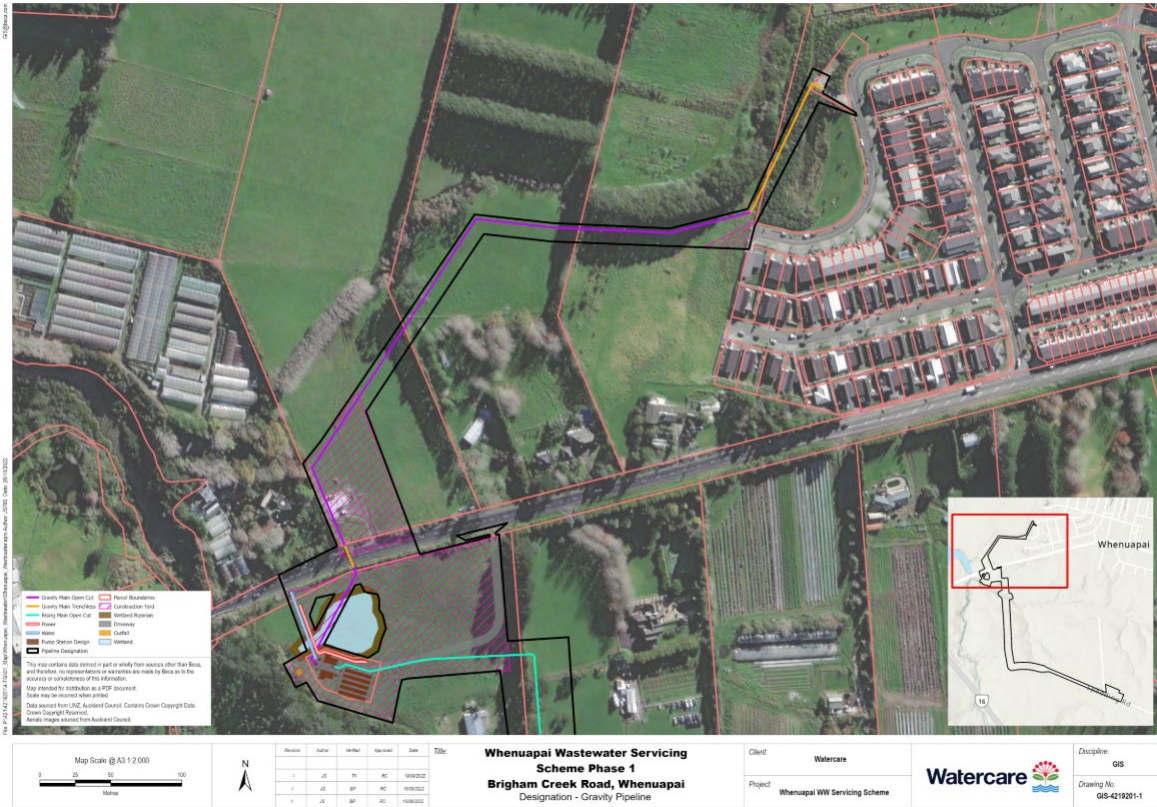 GIS@beca.com
Whenuapai
16
Gravity Main Open Cut
Gravity Main Trenchless
Rising Main Open Cut
Power
Water
Pump Station Design
Pipeline Designation
Parcel Boundaries
Construction Yard
Wetland Riparian
Driveway
Outfall
Wetland
This map contains data derived in part or wholly from sources other than Beca,
and therefore, no representations or warranties are made by Beca as to the
accuracy or completeness of this information.
Map intended for distribution as a PDF document.
Scale may be incorrect when printed.
Data sourced from LINZ, Auckland Council. Contains Crown Copyright Data.
Crown Copyright Reserved.
Aerials images sourced from Auckland Council.
Map Scale @ A3 1:2,000
0 25 50 100
Metres
N
Revision Author Verified Approved Date
Title:
Whenuapai Wastewater Servicing
Scheme Phase 1
Brigham Creek Road, Whenuapai
Designation - Gravity Pipeline
Client:
Watercare
Project:
Whenuapai WW Servicing Scheme
Watercare
Discipline:
GIS
Drawing No:
GIS-4219201-1